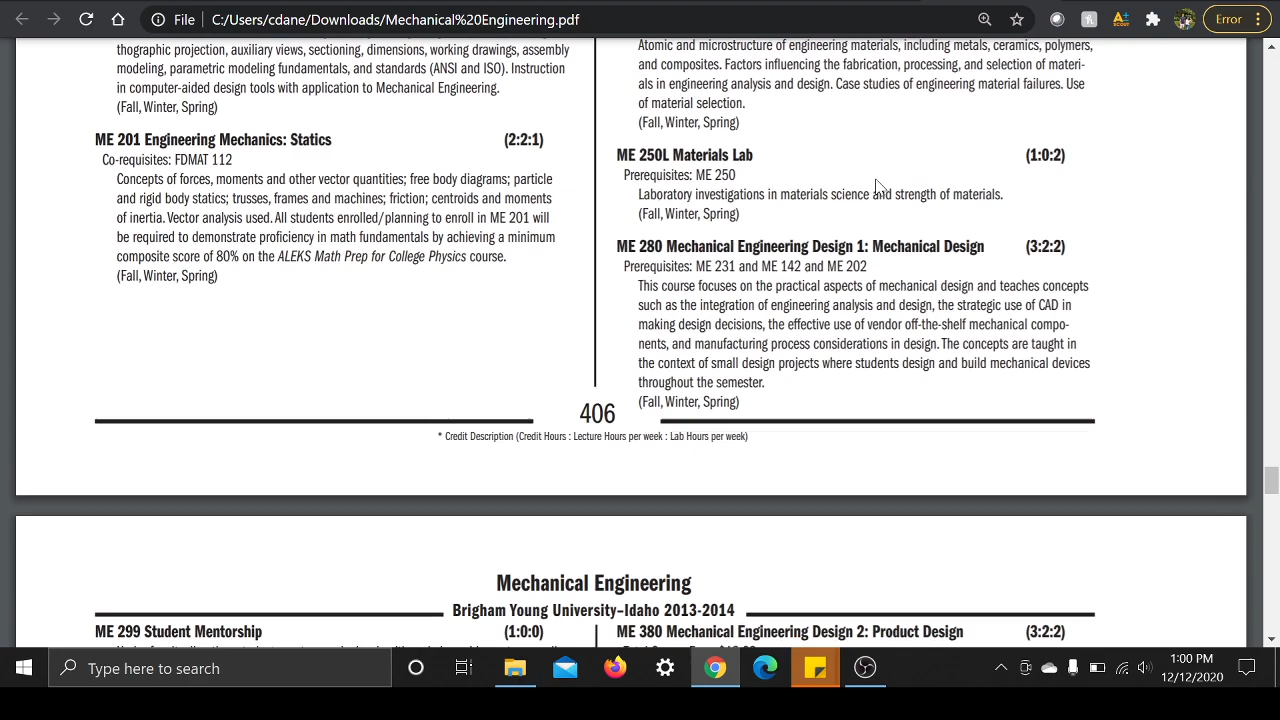 File
C:/Users/cdane/Downloads/Mechanical%20Engineering.pdf
Error
thographic projection, auxiliary views, sectioning, dimensions, working drawings, assembly
modeling, parametric modeling fundamentals, and standards (ANSI and ISO). Instruction
in computer-aided design tools with application to Mechanical Engineering.
(Fall, Winter, Spring)
ME 201 Engineering Mechanics: Statics (2:2:1)
Co-requisites: FDMAT 112
Concepts of forces, moments and other vector quantities; free body diagrams; particle
and rigid body statics; trusses, frames and machines; friction; centroids and moments
of inertia. Vector analysis used. All students enrolled/planning to enroll in ME 201 will
be required to demonstrate proficiency in math fundamentals by achieving a minimum
composite score of 80% on the ALEKS Math Prep for College Physics course.
(Fall, Winter, Spring)
Atomic and microstructure of engineering materials, including metals, ceramics, polymers,
and composites. Factors influencing the fabrication, processing, and selection of materi-
als in engineering analysis and design. Case studies of engineering material failures. Use
of material selection.
(Fall, Winter, Spring)
ME 250L Materials Lab (1:0:2)
Prerequisites: ME 250
Laboratory investigations in materials science and strength of materials.
(Fall, Winter, Spring)
ME 280 Mechanical Engineering Design 1: Mechanical Design (3:2:2)
Prerequisites: ME 231 and ME 142 and ME 202
This course focuses on the practical aspects of mechanical design and teaches concepts
such as the integration of engineering analysis and design, the strategic use of CAD in
making design decisions, the effective use of vendor off-the-shelf mechanical compo-
nents, and manufacturing process considerations in design. The concepts are taught in
the context of small design projects where students design and build mechanical devices
throughout the semester.
(Fall, Winter, Spring)
406
* Credit Description (Credit Hours : Lecture Hours per week : Lab Hours per week)
Mechanical Engineering
Brigham Young University–Idaho 2013-2014
ME 299 Student Mentorship (1:0:0)
ME 380 Mechanical Engineering Design 2: Product Design (3:2:2)
Type here to search
1:00 PM
12/12/2020